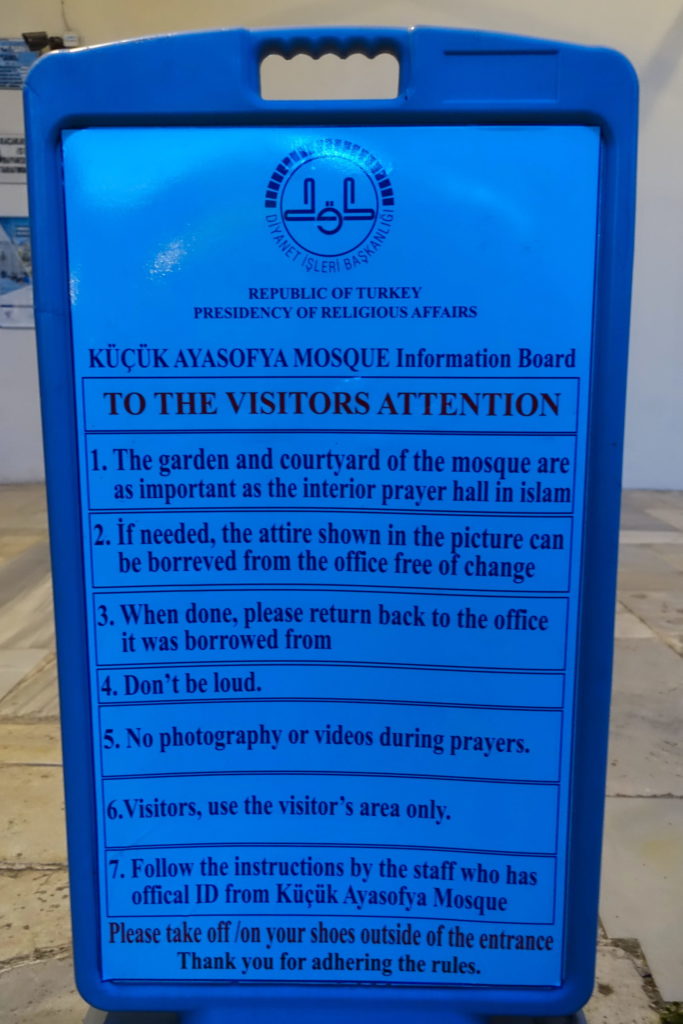 DİYANET İŞLERİ BAŞKANLIĞI
REPUBLIC OF TURKEY
PRESIDENCY OF RELIGIOUS AFFAIRS
KÜÇÜK AYASOFYA MOSQUE Information Board
TO THE VISITORS ATTENTION
1. The garden and courtyard of the mosque are
as important as the interior prayer hall in islam
2. İf needed, the attire shown in the picture can
be borreved from the office free of change
3. When done, please return back to the office
it was borrowed from
4. Don't be loud.
5. No photography or videos during prayers.
6.Visitors, use the visitor's area only.
7. Follow the instructions by the staff who has
offical ID from Küçük Ayasofya Mosque
Please take off /on your shoes outside of the entrance
Thank you for adhering the rules.